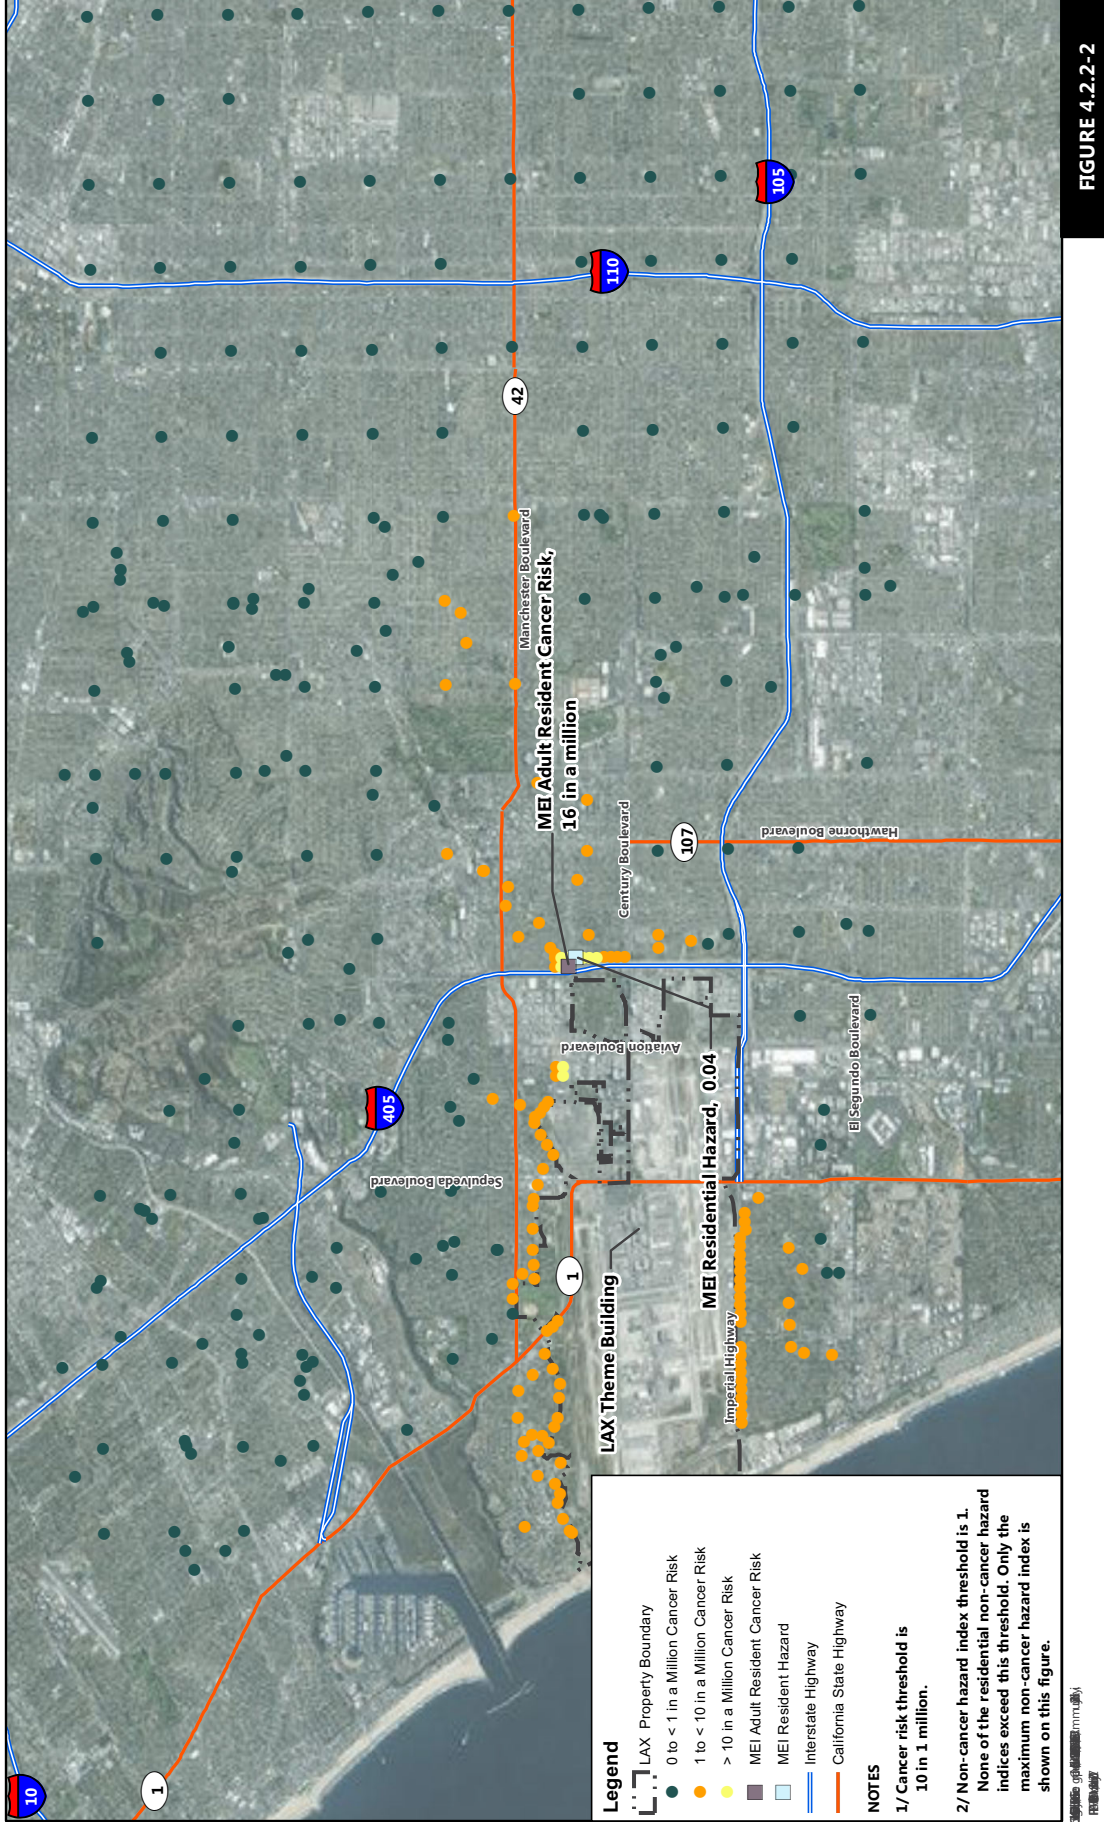 FIGURE 4.2.2-2
10
1
405
110
105
42
107
1
Sepulveda Boulevard
Manchester Boulevard
MEI Adult Resident Cancer Risk,
16 in a million
Century Boulevard
Hawthorne Boulevard
Aviation Boulevard
El Segundo Boulevard
MEI Residential Hazard, 0.04
LAX Theme Building
Imperial Highway
Legend
LAX Property Boundary
0 to < 1 in a Million Cancer Risk
1 to < 10 in a Million Cancer Risk
> 10 in a Million Cancer Risk
MEI Adult Resident Cancer Risk
MEI Resident Hazard
Interstate Highway
California State Highway
NOTES
1/ Cancer risk threshold is
10 in 1 million.
2/ Non-cancer hazard index threshold is 1.
None of the residential non-cancer hazard
indices exceed this threshold. Only the
maximum non-cancer hazard index is
shown on this figure.